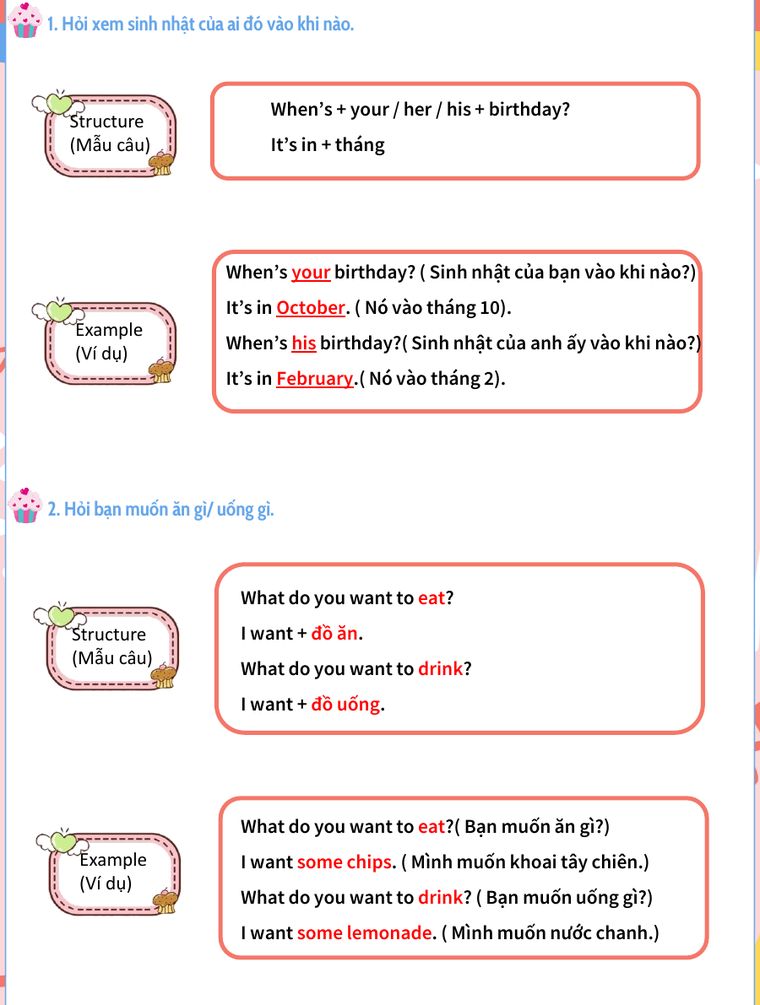 1. Hỏi xem sinh nhật của ai đó vào khi nào.
Structure
(Mẫu câu)
When’s + your / her / his + birthday?
It’s in + tháng
Example
(Ví dụ)
When’s your birthday? ( Sinh nhật của bạn vào khi nào?)
It’s in October. ( Nó vào tháng 10).
When’s his birthday?( Sinh nhật của anh ấy vào khi nào?)
It’s in February.( Nó vào tháng 2).
2. Hỏi bạn muốn ăn gì/ uống gì.
Structure
(Mẫu câu)
What do you want to eat?
I want + đồ ăn.
What do you want to drink?
I want + đồ uống.
Example
(Ví dụ)
What do you want to eat?( Bạn muốn ăn gì?)
I want some chips. ( Mình muốn khoai tây chiên.)
What do you want to drink? ( Bạn muốn uống gì?)
I want some lemonade. ( Mình muốn nước chanh.)